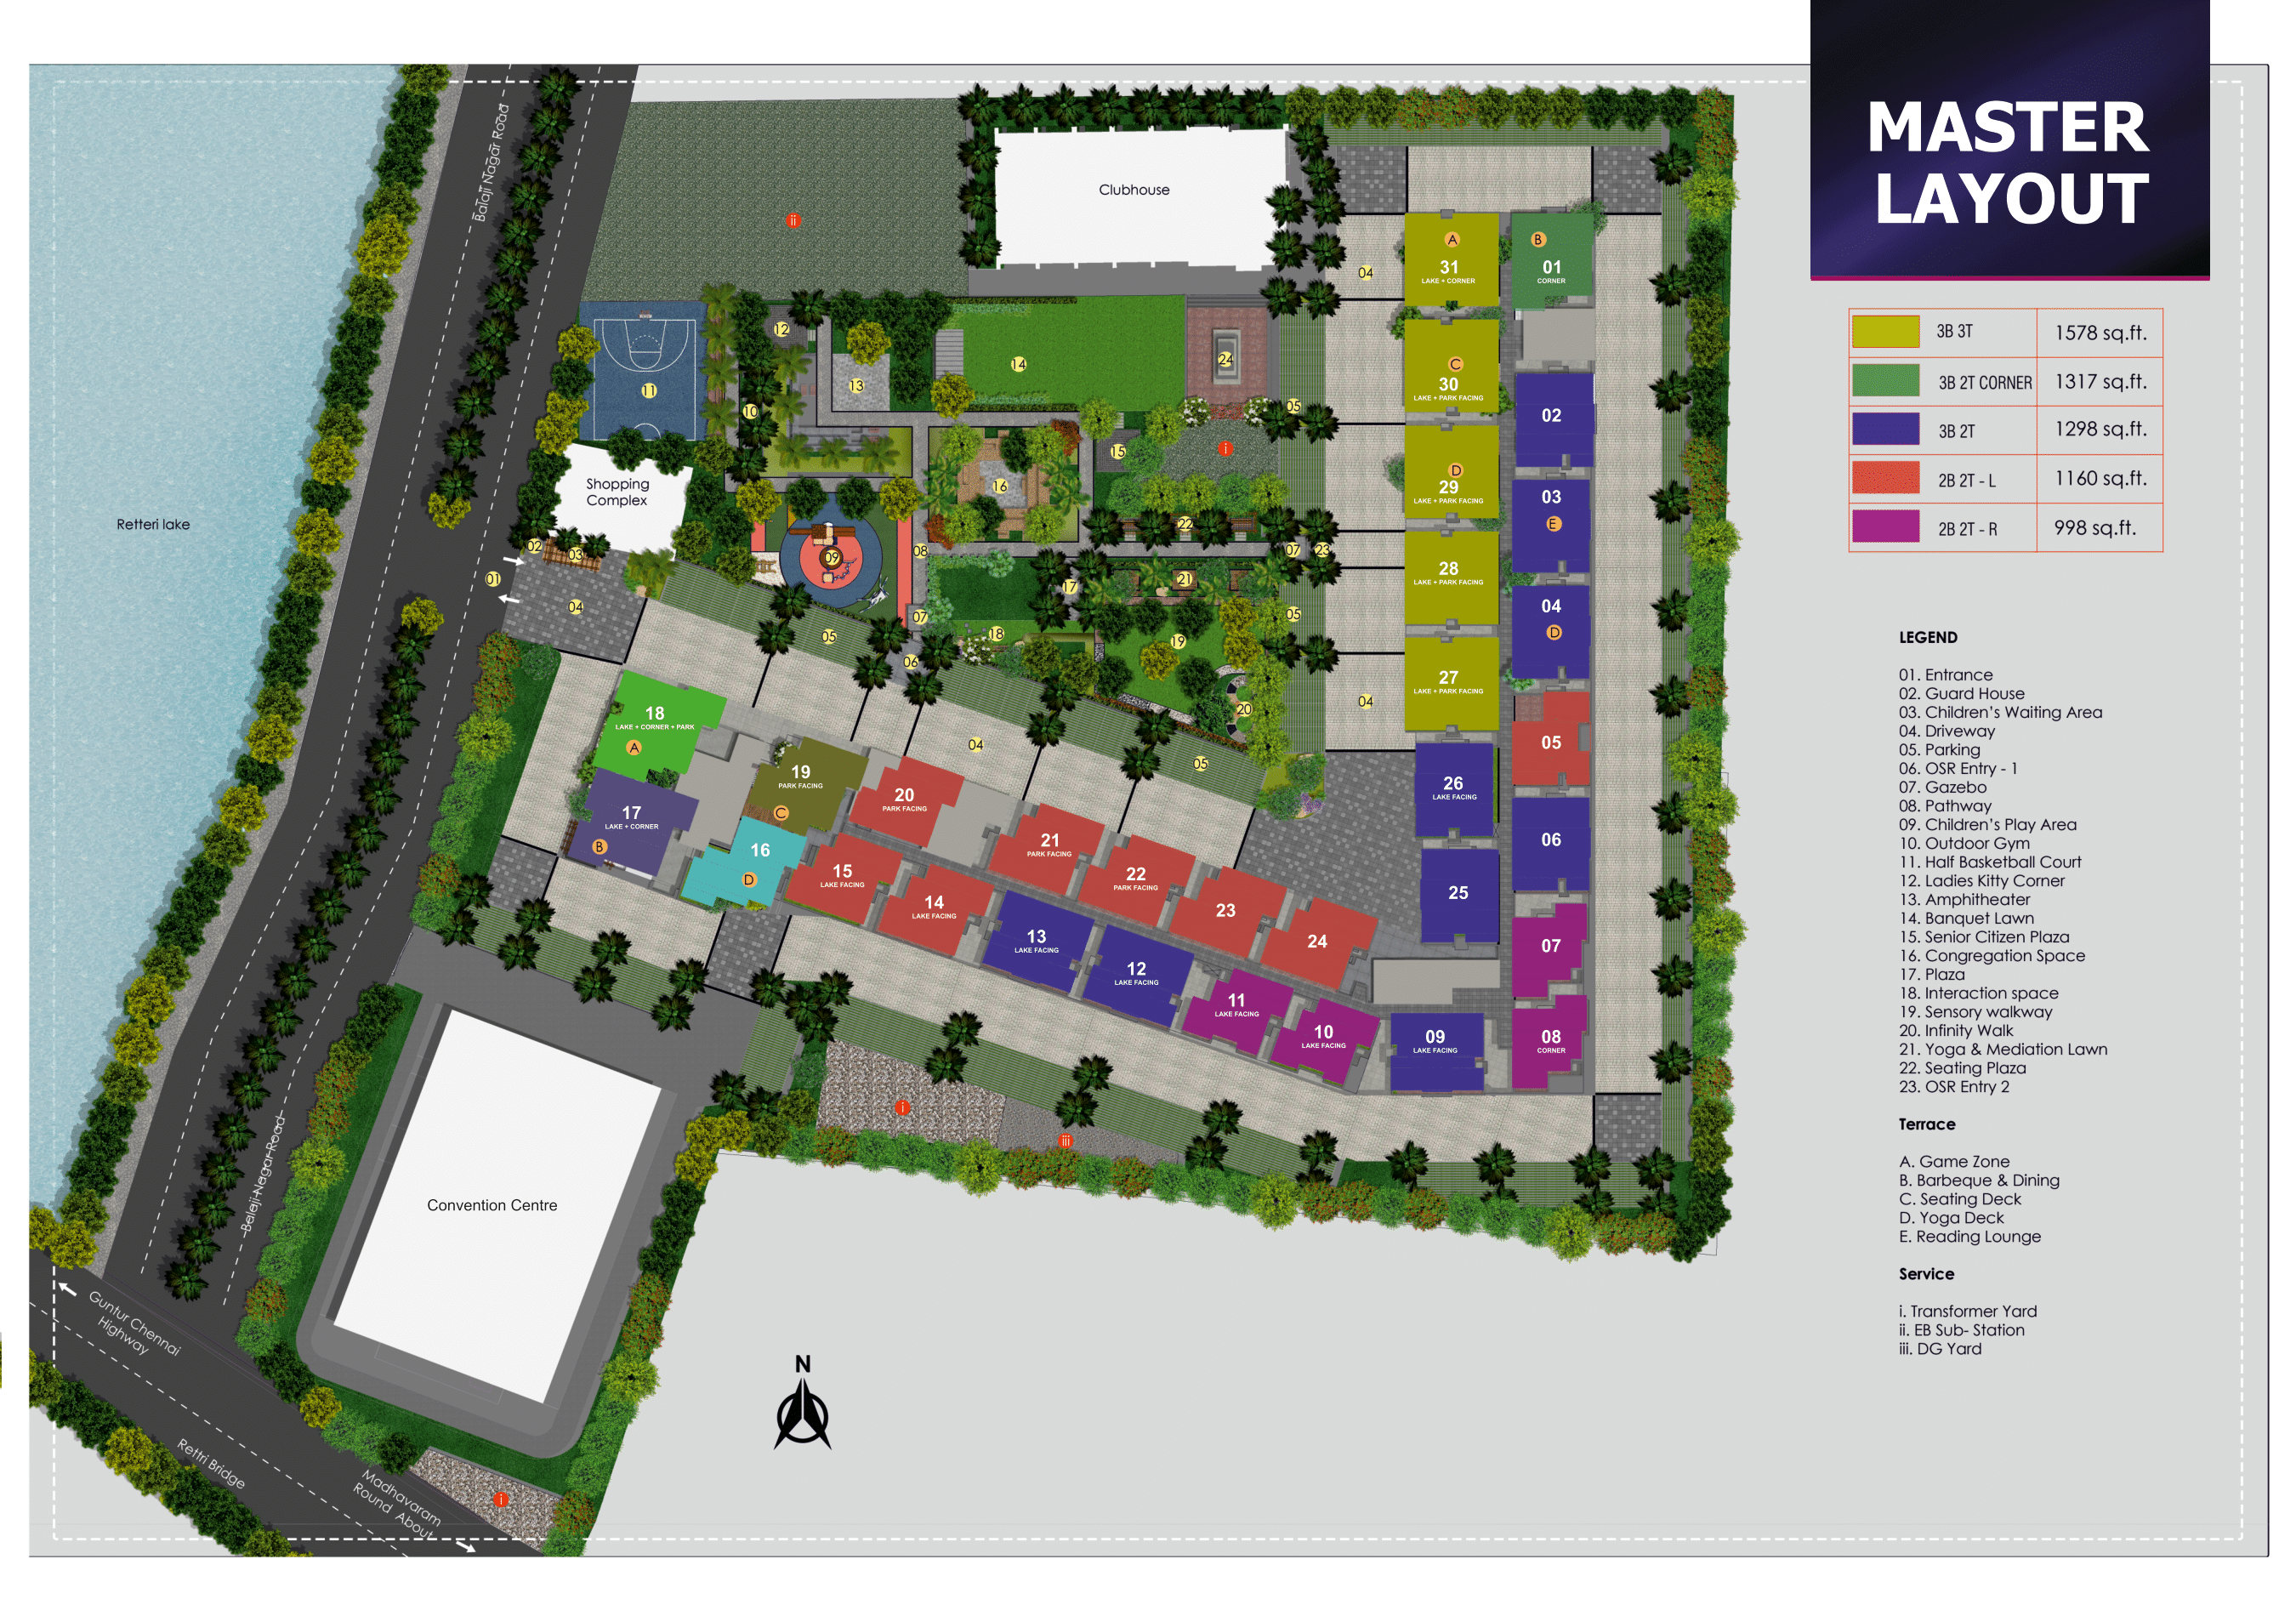 MASTER
LAYOUT
3B 3T 1578 sq.ft.
3B 2T CORNER 1317 sq.ft.
3B 2T 1298 sq.ft.
2B 2T - L 1160 sq.ft.
2B 2T - R 998 sq.ft.
LEGEND
01. Entrance
02. Guard House
03. Children's Waiting Area
04. Driveway
05. Parking
06. OSR Entry - 1
07. Gazebo
08. Pathway
09. Children's Play Area
10. Outdoor Gym
11. Half Basketball Court
12. Ladies Kitty Corner
13. Amphitheater
14. Banquet Lawn
15. Senior Citizen Plaza
16. Congregation Space
17. Plaza
18. Interaction space
19. Sensory walkway
20. Infinity Walk
21. Yoga & Mediation Lawn
22. Seating Plaza
23. OSR Entry 2
Terrace
A. Game Zone
B. Barbeque & Dining
C. Seating Deck
D. Yoga Deck
E. Reading Lounge
Service
i. Transformer Yard
ii. EB Sub- Station
iii. DG Yard
Balaji Nagar Road
Retteri lake
Clubhouse
Shopping
Complex
Convention Centre
Balaji Nagar Road
Guntur Chennai
Highway
Rettri Bridge
Madhavaram
Round About
N
ii
i
i
iii
i
01
02
03
04
05
06
07
08
09
10
11
12
13
14
15
16
17
18
19
20
21
22
24
05
07
23
05
05
04
04
04
A
31
LAKE + CORNER
B
01
CORNER
C
30
LAKE + PARK FACING
02
D
29
LAKE + PARK FACING
03
E
28
LAKE + PARK FACING
04
D
27
LAKE + PARK FACING
05
26
LAKE FACING
06
25
07
09
LAKE FACING
08
CORNER
18
LAKE + CORNER + PARK
A
17
LAKE + CORNER
B
19
PARK FACING
C
16
D
20
PARK FACING
15
LAKE FACING
14
LAKE FACING
21
PARK FACING
22
PARK FACING
23
24
13
LAKE FACING
12
LAKE FACING
11
LAKE FACING
10
LAKE FACING